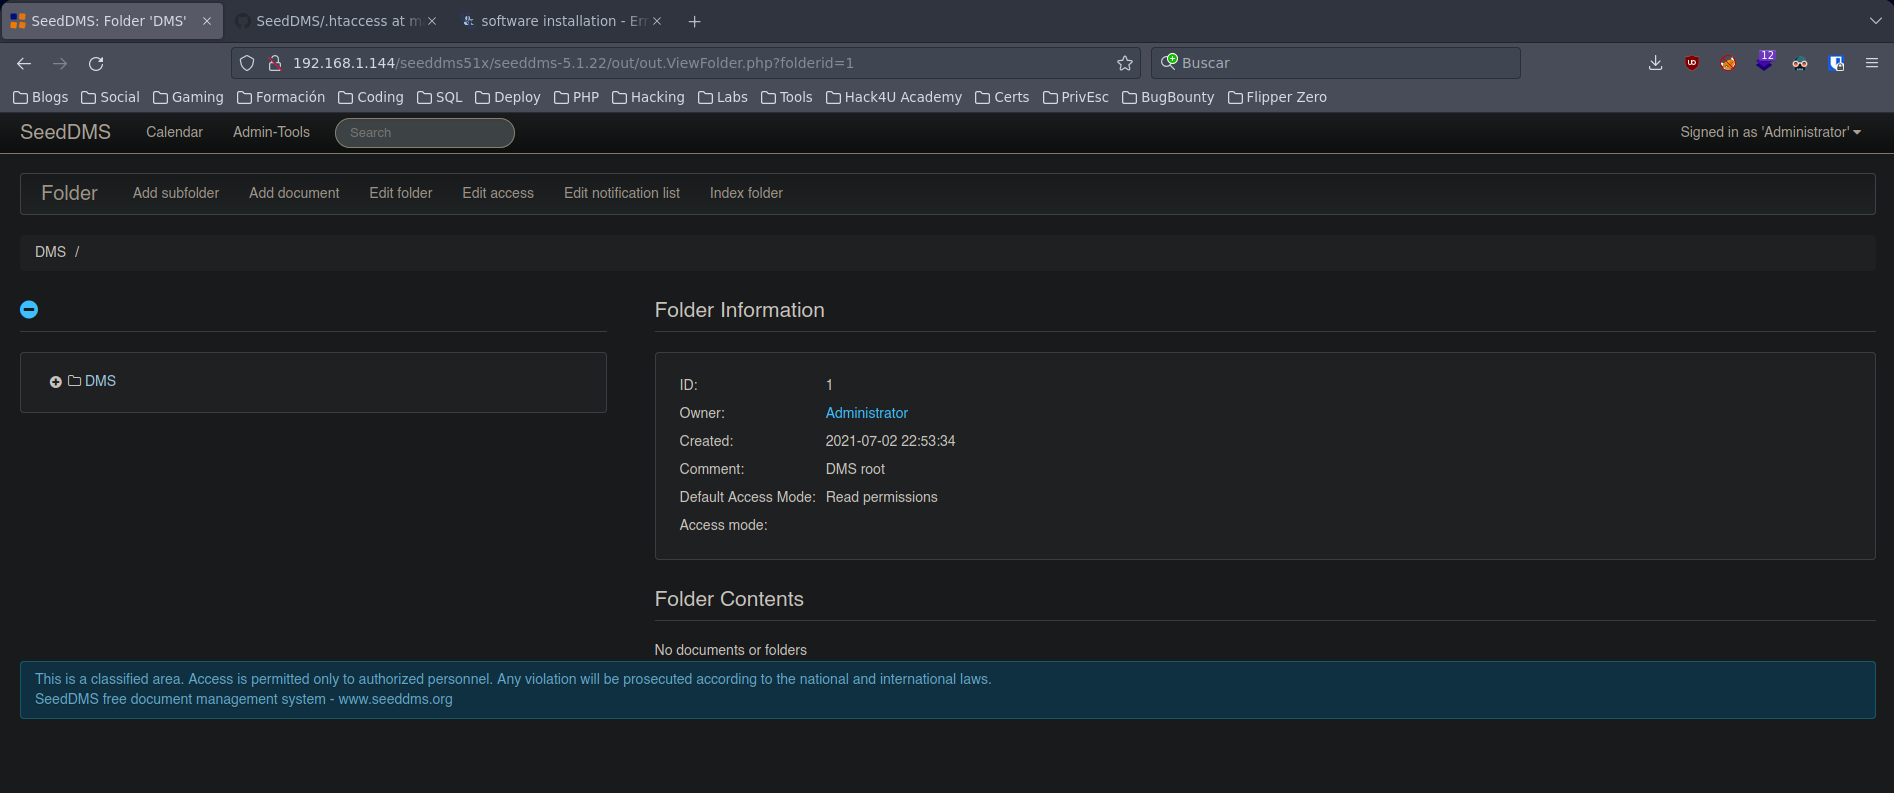 SeedDMS: Folder 'DMS'
SeedDMS/.htaccess at m
software installation - Err
192.168.1.144/seeddms51x/seeddms-5.1.22/out/out.ViewFolder.php?folderid=1
Buscar
12
Blogs Social Gaming Formación Coding SQL Deploy PHP Hacking Labs Tools Hack4U Academy Certs PrivEsc BugBounty Flipper Zero
SeedDMS Calendar Admin-Tools Search Signed in as 'Administrator'
Folder Add subfolder Add document Edit folder Edit access Edit notification list Index folder
DMS /
DMS
Folder Information
ID: 1
Owner: Administrator
Created: 2021-07-02 22:53:34
Comment: DMS root
Default Access Mode: Read permissions
Access mode:
Folder Contents
No documents or folders
This is a classified area. Access is permitted only to authorized personnel. Any violation will be prosecuted according to the national and international laws.
SeedDMS free document management system - www.seeddms.org